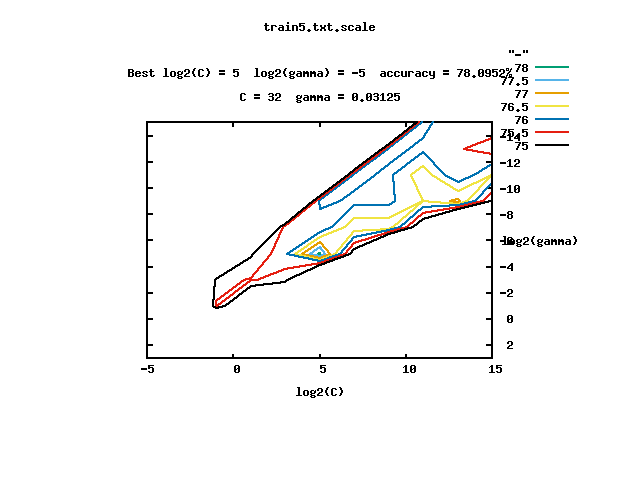 train5.txt.scale
"-"
Best log2(C) = 5  log2(gamma) = -5  accuracy = 78.0952%
78
77.5
77
C = 32  gamma = 0.03125
76.5
76
75.5
75
-14
-12
-10
-8
-6
log2(gamma)
-4
-2
0
2
-5 0 5 10 15
log2(C)